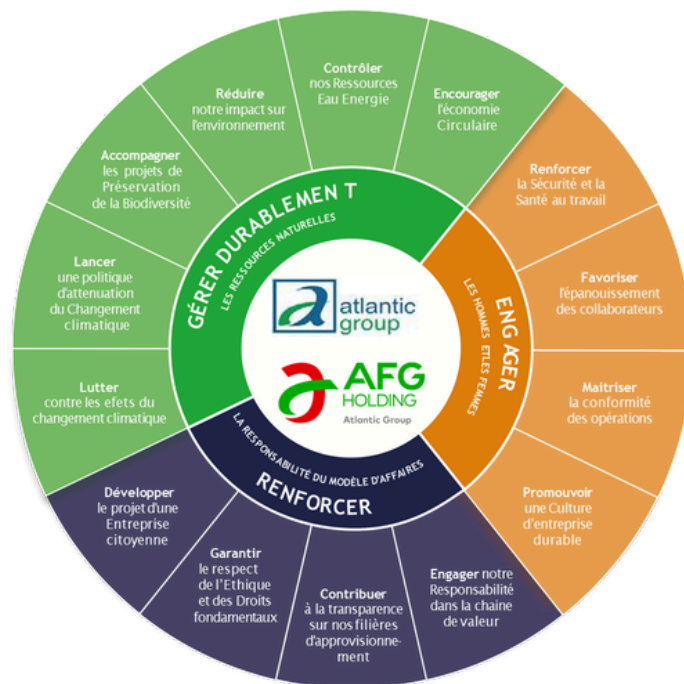 Contrôler
nos Ressources
Eau Energie
Encourager
l'économie
Circulaire
Renforcer
la Sécurité et la
Santé au travail
Favoriser
l'épanouissement
des collaborateurs
Maitriser
la conformité
des opérations
Promouvoir
une Culture
d'entreprise
durable
Engager notre
Responsabilité
dans la chaine
de valeur
Contribuer
à la transparence
sur nos filières
d'approvisionne-
ment
Garantir
le respect
de l'Ethique
et des Droits
fondamentaux
Développer
le projet d'une
Entreprise
citoyenne
Lutter
contre les efets du
changement climatique
Lancer
une politique
d'attenuation
du Changement
climatique
Accompagner
les projets de
Préservation
de la Biodiversité
Réduire
notre impact sur
l'environnement
GÉRER DURABLEMEN T
LES RESSOURCES NATURELLES
ENG AGER
LES HOMMES ETLES FEMMES
LA RESPONSABILITÉ DU MODÈLE D'AFFAIRES
RENFORCER
a atlantic
group
AFG
HOLDING
Atlantic Group